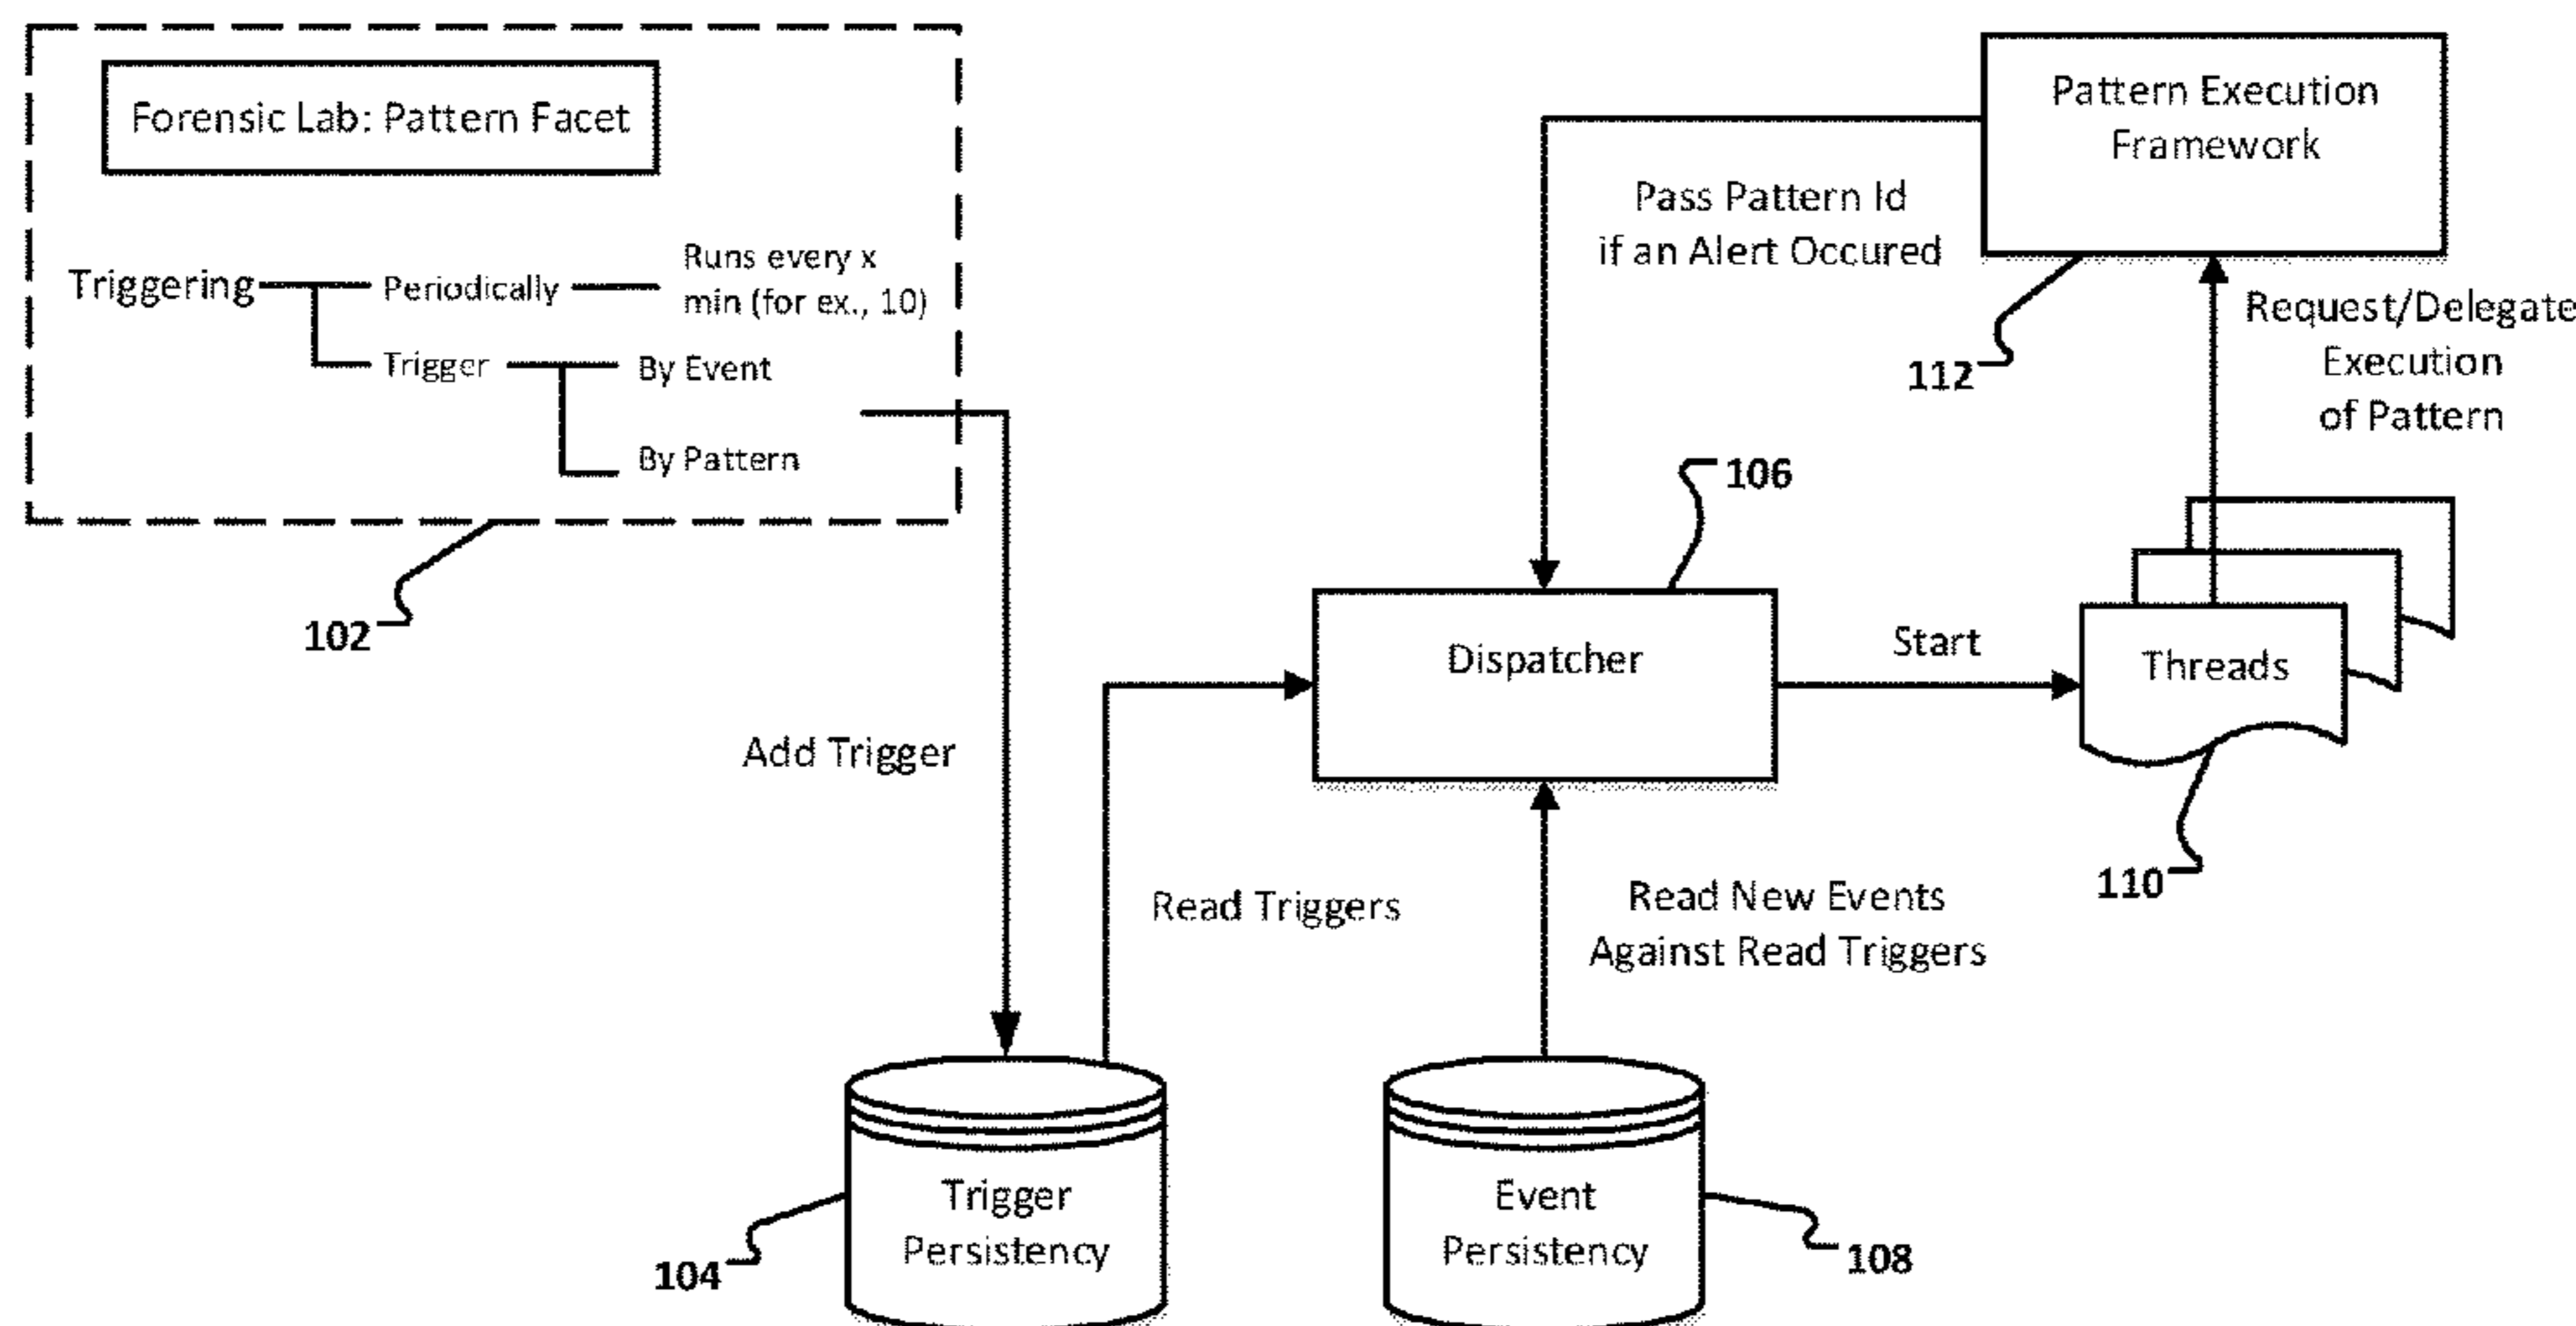 Forensic Lab: Pattern Facet
Triggering
Periodically
Runs every x
min (for ex., 10)
Trigger
By Event
By Pattern
102
Add Trigger
Trigger
Persistency
104
Read Triggers
Dispatcher
106
Event
Persistency
108
Read New Events
Against Read Triggers
Start
Threads
110
Request/Delegate
Execution
of Pattern
Pattern Execution
Framework
112
Pass Pattern Id
if an Alert Occured